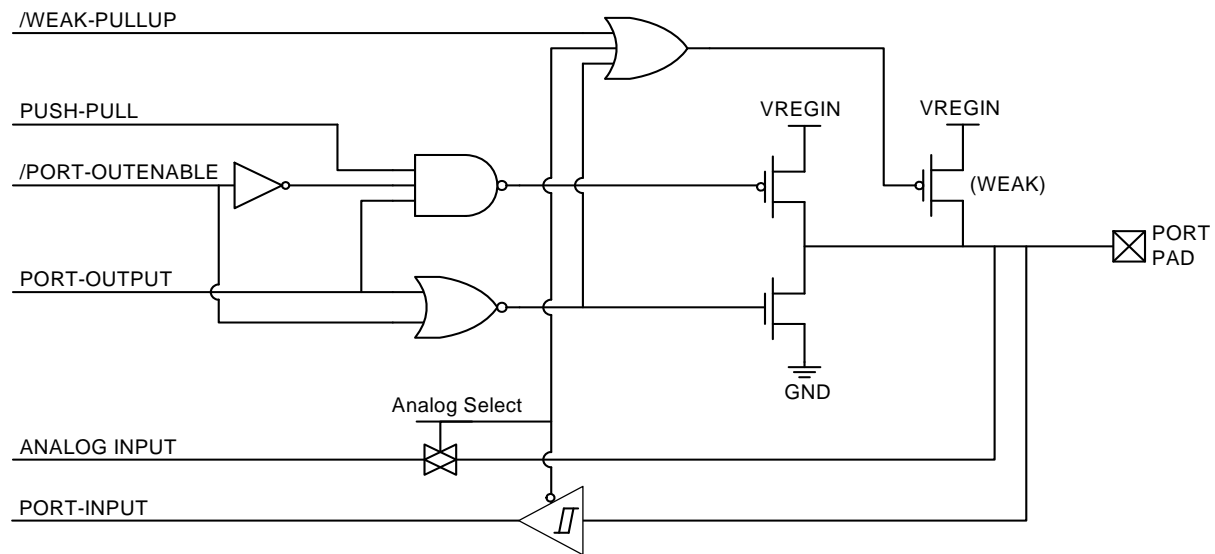 /WEAK-PULLUP
PUSH-PULL
VREGIN
VREGIN
/PORT-OUTENABLE
(WEAK)
PORT
PAD
PORT-OUTPUT
GND
Analog Select
ANALOG INPUT
PORT-INPUT